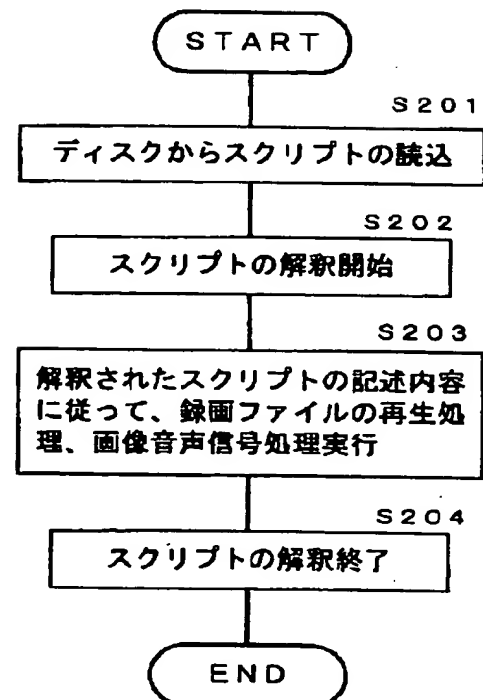 START
S201
ディスクからスクリプトの読込
S202
スクリプトの解釈開始
S203
解釈されたスクリプトの記述内容
に従って、録画ファイルの再生処
理、画像音声信号処理実行
S204
スクリプトの解釈終了
END